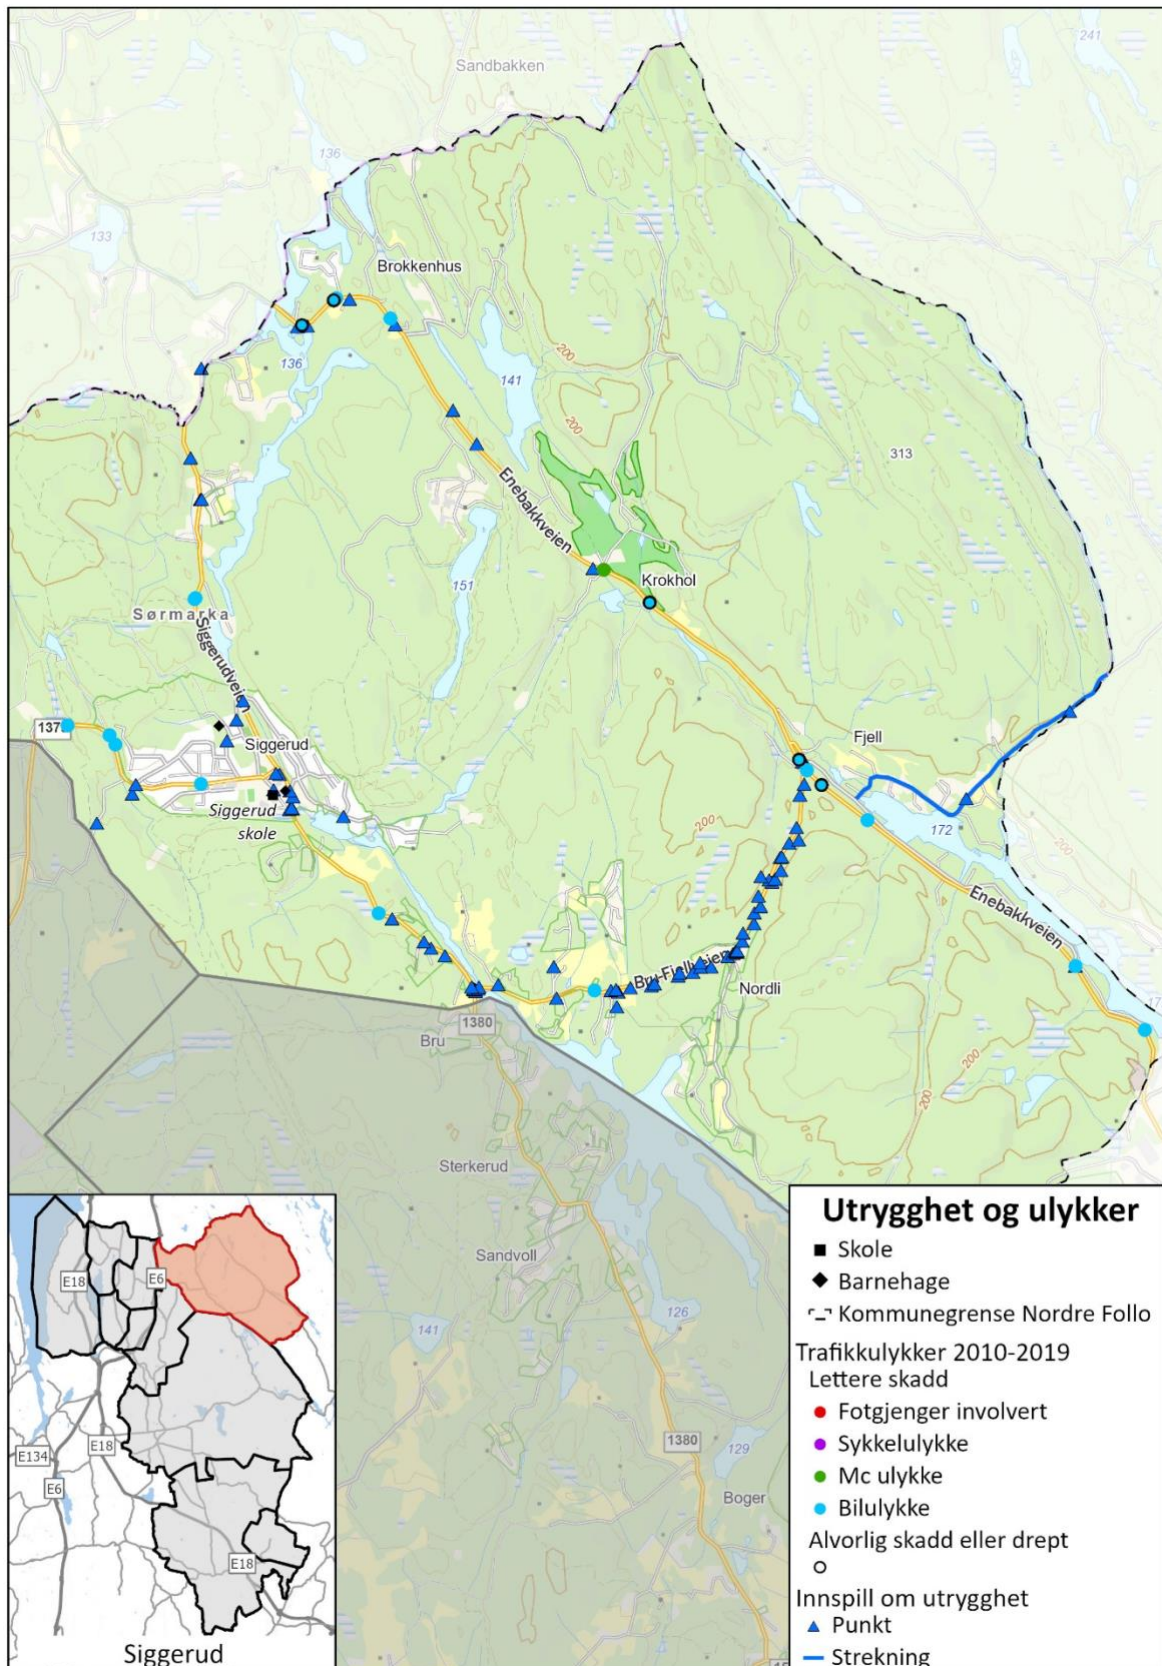 Sandbakken
241
136
133
Brokkenhus
200
136
141
200
313
Enebakkveien
151
Krokhol
Sørmarka
Siggerudveien
137
Siggerud
Fjell
Siggerud
skole
200
172
200
Enebakkveien
Bru-Fjellveien
Nordli
17
1380
Bru
200
200
Sterkerud
Sandvoll
126
141
1380
129
Boger
E18
E6
E134
E18
E6
E18
Siggerud
Utrygghet og ulykker
Skole
Barnehage
Kommunegrense Nordre Follo
Trafikkulykker 2010-2019
Lettere skadd
Fotgjenger involvert
Sykkelulykke
Mc ulykke
Bilulykke
Alvorlig skadd eller drept
Innspill om utrygghet
Punkt
Strekning